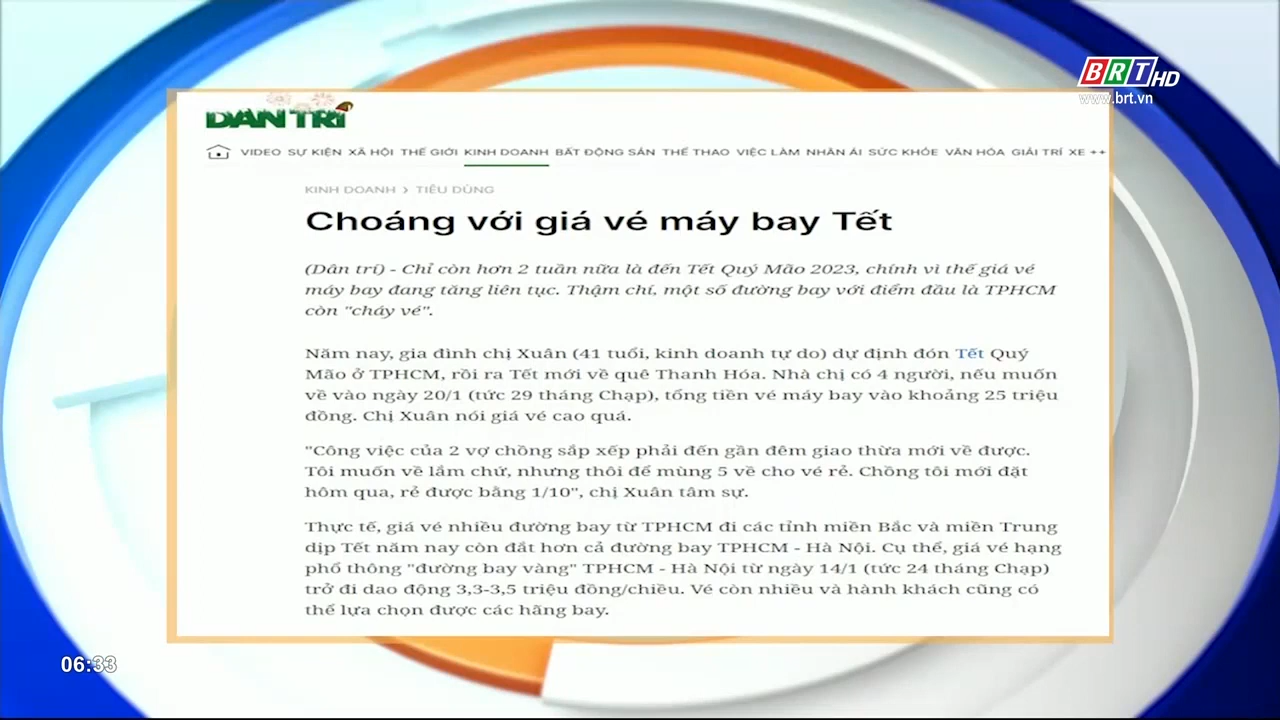 BRT HD
www.brt.vn
DÂN TRÍ
VIDEO SỰ KIỆN XÃ HỘI THẾ GIỚI KINH DOANH BẤT ĐỘNG SẢN THỂ THAO VIỆC LÀM NHÂN ÁI SỨC KHỎE VĂN HÓA GIẢI TRÍ XE ++
KINH DOANH > TIÊU DÙNG
Choáng với giá vé máy bay Tết
(Dân trí) - Chỉ còn hơn 2 tuần nữa là đến Tết Quý Mão 2023, chính vì thế giá vé
máy bay đang tăng liên tục. Thậm chí, một số đường bay với điểm đầu là TPHCM
còn "cháy vé".
Năm nay, gia đình chị Xuân (41 tuổi, kinh doanh tự do) dự định đón Tết Quý
Mão ở TPHCM, rồi ra Tết mới về quê Thanh Hóa. Nhà chị có 4 người, nếu muốn
về vào ngày 20/1 (tức 29 tháng Chạp), tổng tiền vé máy bay vào khoảng 25 triệu
đồng. Chị Xuân nói giá vé cao quá.
"Công việc của 2 vợ chồng sắp xếp phải đến gần đêm giao thừa mới về được.
Tôi muốn về lắm chứ, nhưng thôi để mùng 5 về cho vé rẻ. Chồng tôi mới đặt
hôm qua, rẻ được bằng 1/10", chị Xuân tâm sự.
Thực tế, giá vé nhiều đường bay từ TPHCM đi các tỉnh miền Bắc và miền Trung
dịp Tết năm nay còn đắt hơn cả đường bay TPHCM - Hà Nội. Cụ thể, giá vé hạng
phổ thông "đường bay vàng" TPHCM - Hà Nội từ ngày 14/1 (tức 24 tháng Chạp)
trở đi dao động 3,3-3,5 triệu đồng/chiều. Vé còn nhiều và hành khách cũng có
thể lựa chọn được các hãng bay.
06:33